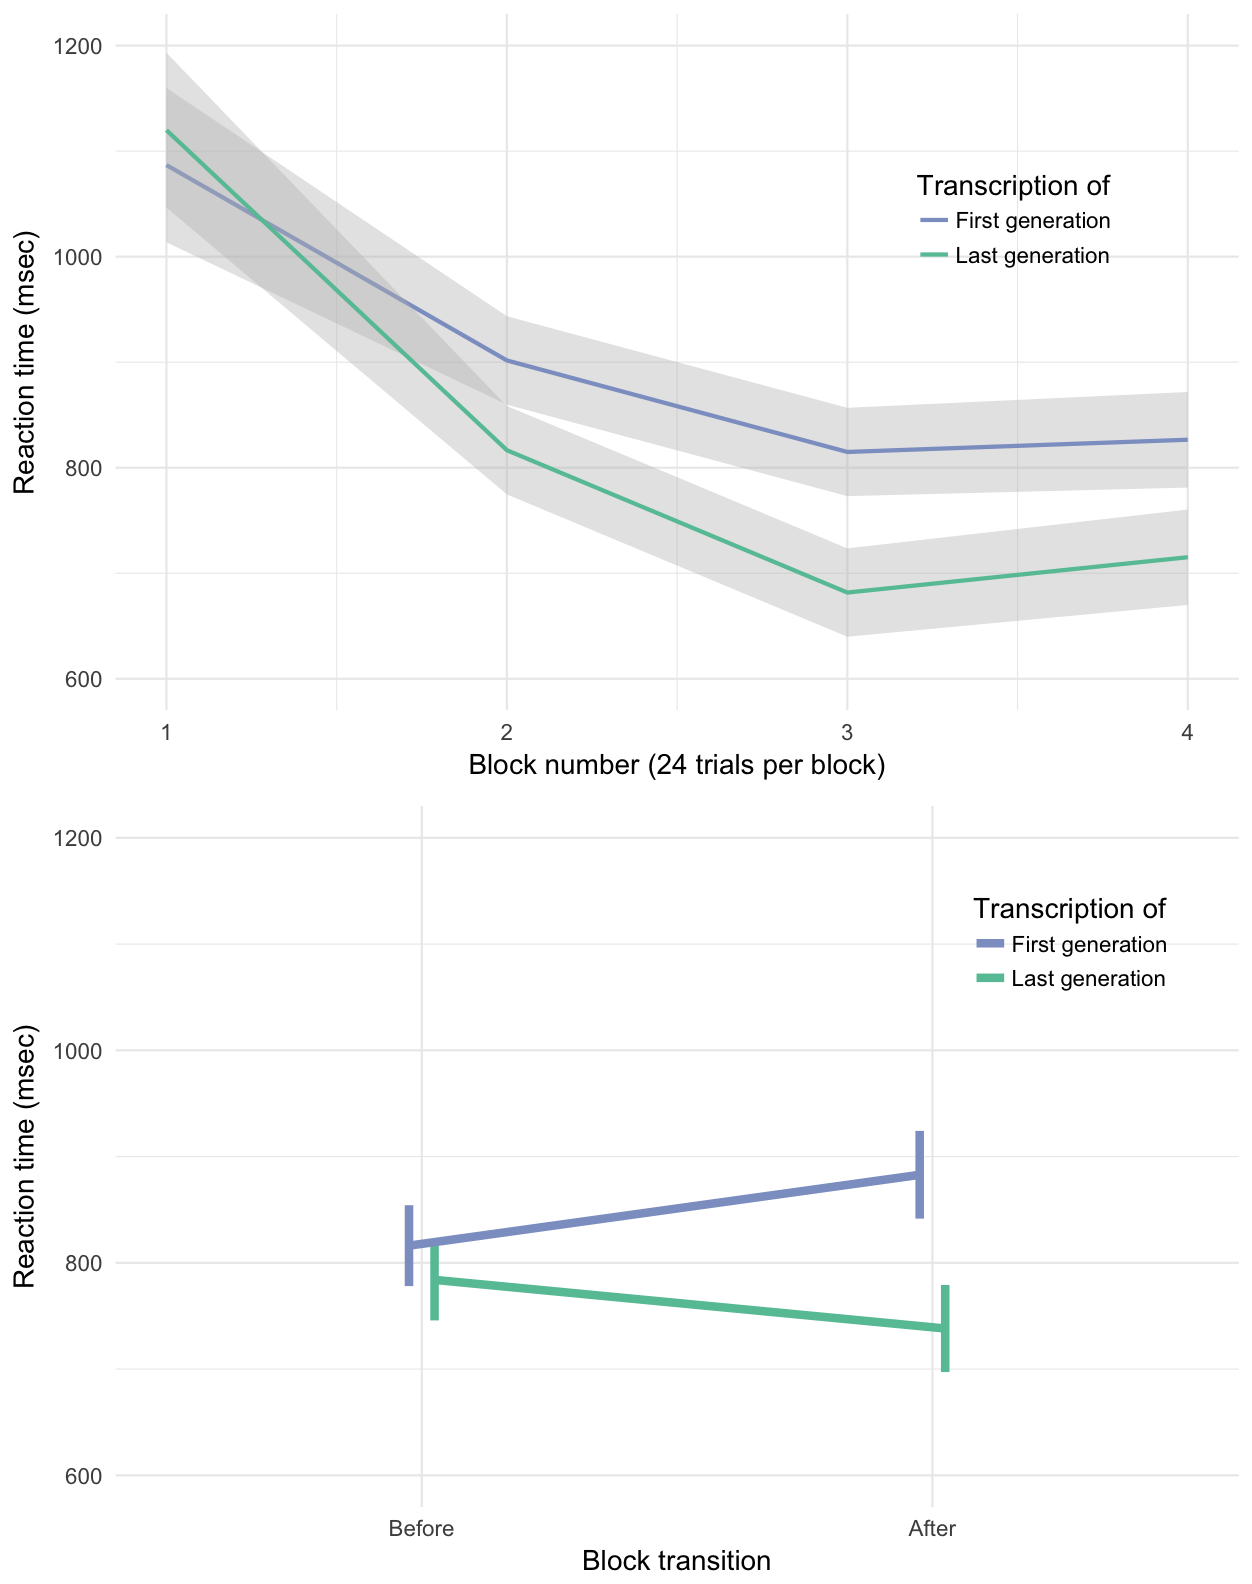 1200
1000
800
600
Reaction time (msec)
Transcription of
First generation
Last generation
1 2 3 4
Block number (24 trials per block)
1200
1000
800
600
Reaction time (msec)
Transcription of
First generation
Last generation
Before After
Block transition